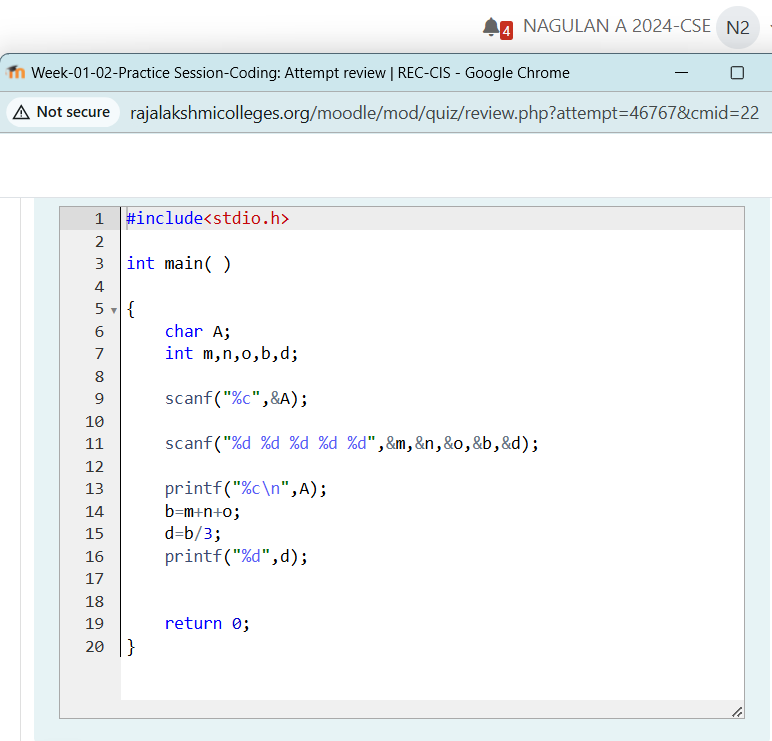 4 NAGULAN A 2024-CSE N2
Week-01-02-Practice Session-Coding: Attempt review | REC-CIS - Google Chrome
Not secure rajalakshmicolleges.org/moodle/mod/quiz/review.php?attempt=46767&cmid=22
1 #include<stdio.h>
2
3 int main( )
4
5 {
6 char A;
7 int m,n,o,b,d;
8
9 scanf("%c",&A);
10
11 scanf("%d %d %d %d %d",&m,&n,&o,&b,&d);
12
13 printf("%c\n",A);
14 b=m+n+o;
15 d=b/3;
16 printf("%d",d);
17
18
19 return 0;
20 }